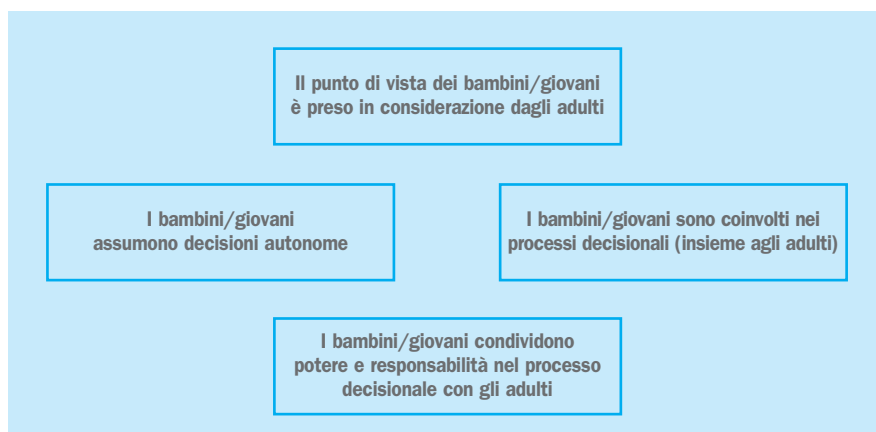 Il punto di vista dei bambini/giovani
è preso in considerazione dagli adulti
I bambini/giovani
assumono decisioni autonome
I bambini/giovani sono coinvolti nei
processi decisionali (insieme agli adulti)
I bambini/giovani condividono
potere e responsabilità nel processo
decisionale con gli adulti